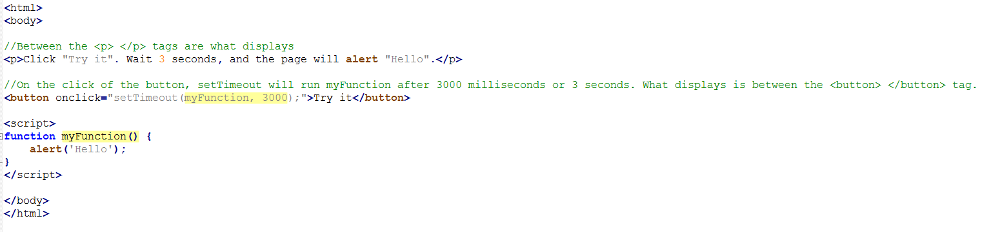 <html>
<body>
//Between the <p> </p> tags are what displays
<p>Click "Try it". Wait 3 seconds, and the page will alert "Hello".</p>
//On the click of the button, setTimeout will run myFunction after 3000 milliseconds or 3 seconds. What displays is between the <button> </button> tag.
<button onclick="setTimeout(myFunction, 3000);">Try it</button>
<script>
function myFunction() {
    alert('Hello');
}
</script>
</body>
</html>